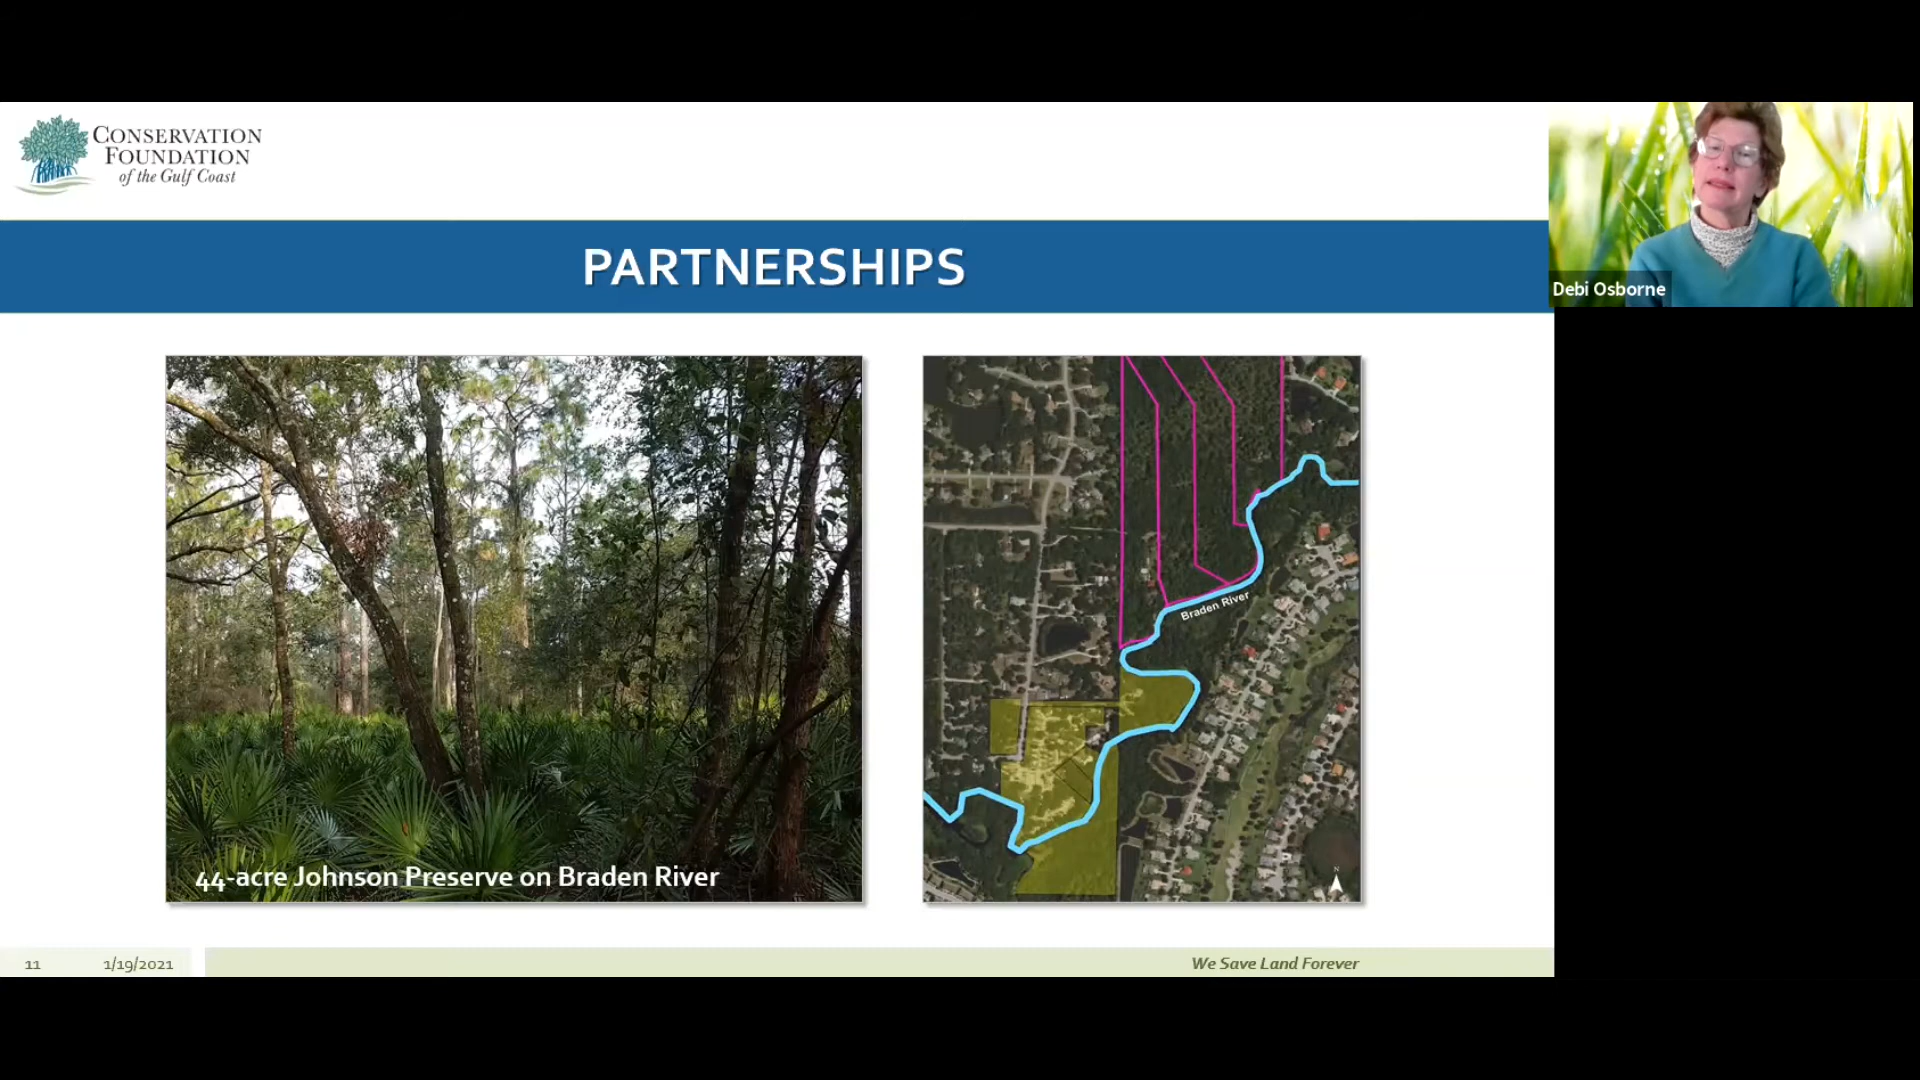 CONSERVATION
FOUNDATION
of the Gulf Coast
PARTNERSHIPS
Debi Osborne
44-acre Johnson Preserve on Braden River
Braden River
N
11
1/19/2021
We Save Land Forever